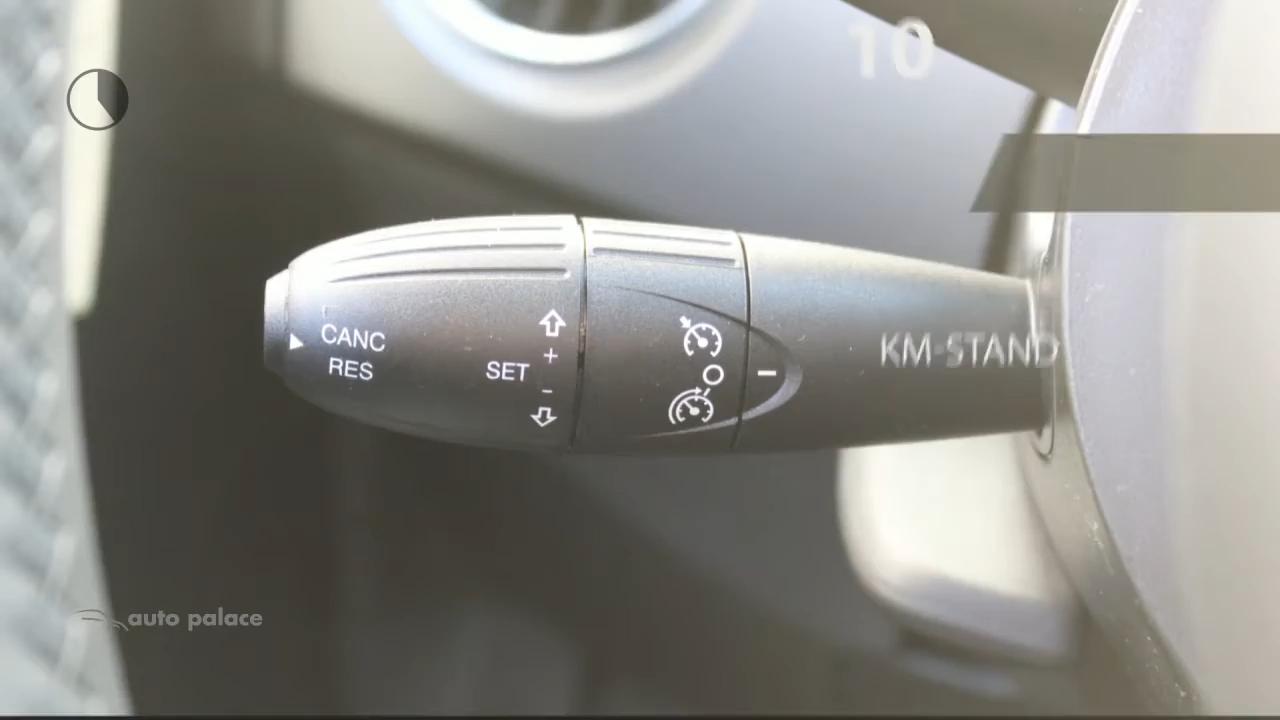 10
CANC
RES
SET
+
-
KM-STAND
auto palace